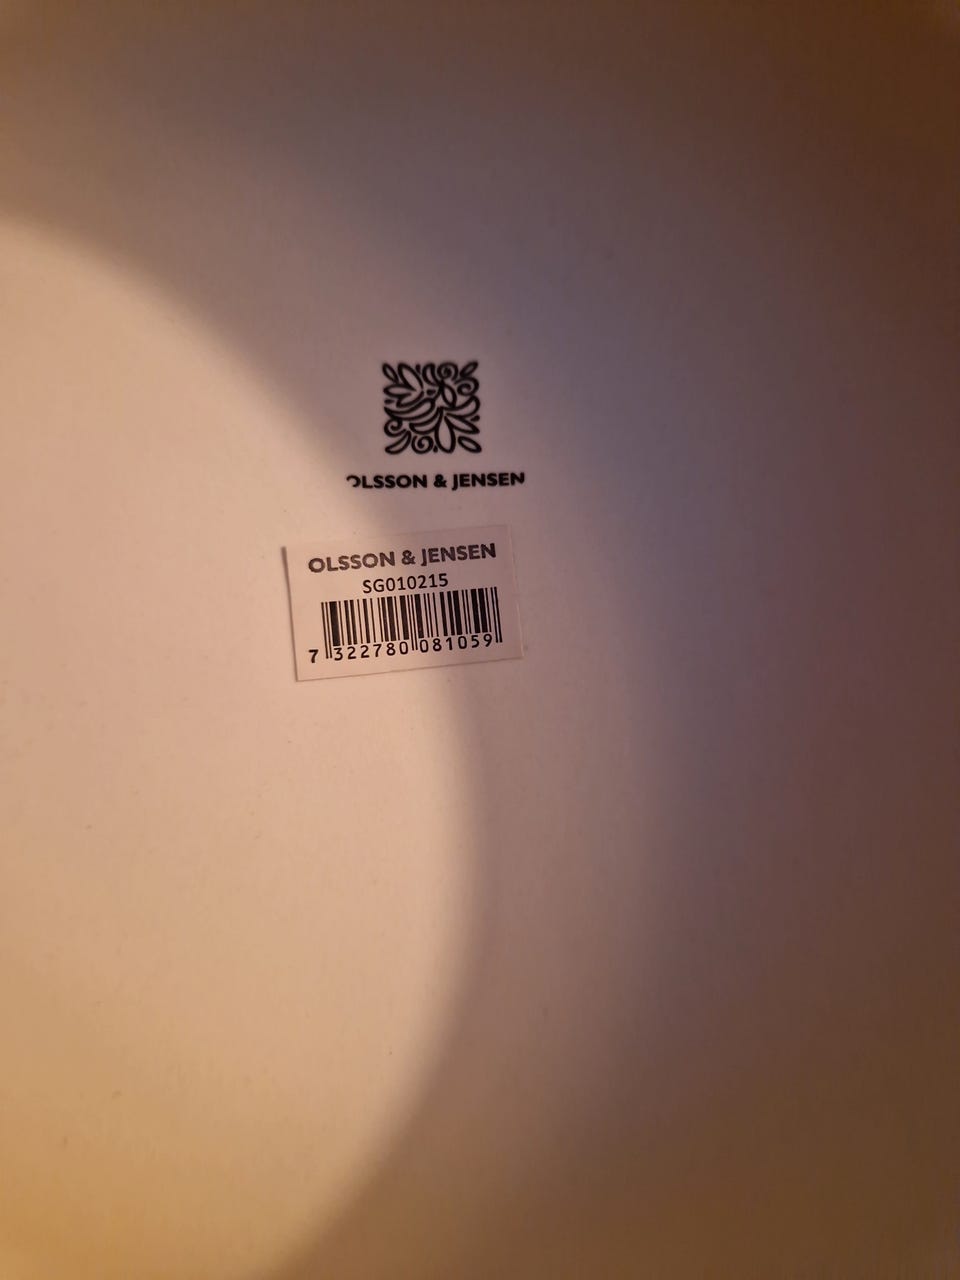 OLSSON & JENSEN
OLSSON & JENSEN
SG010215
7 322780 081059